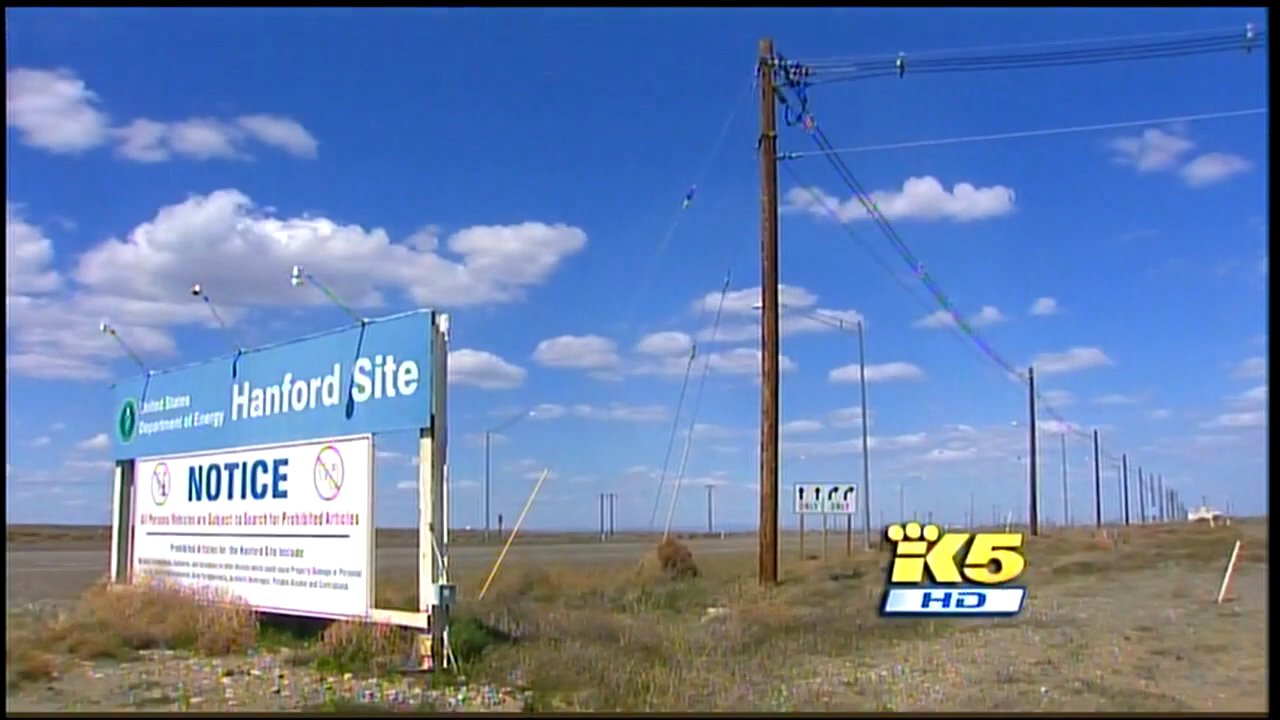 United States
Department of Energy
Hanford Site
NOTICE
All Persons Vehicles are Subject to Search for Prohibited Articles
Prohibited Articles for the Hanford Site Include
ONLY ONLY
K5
HD